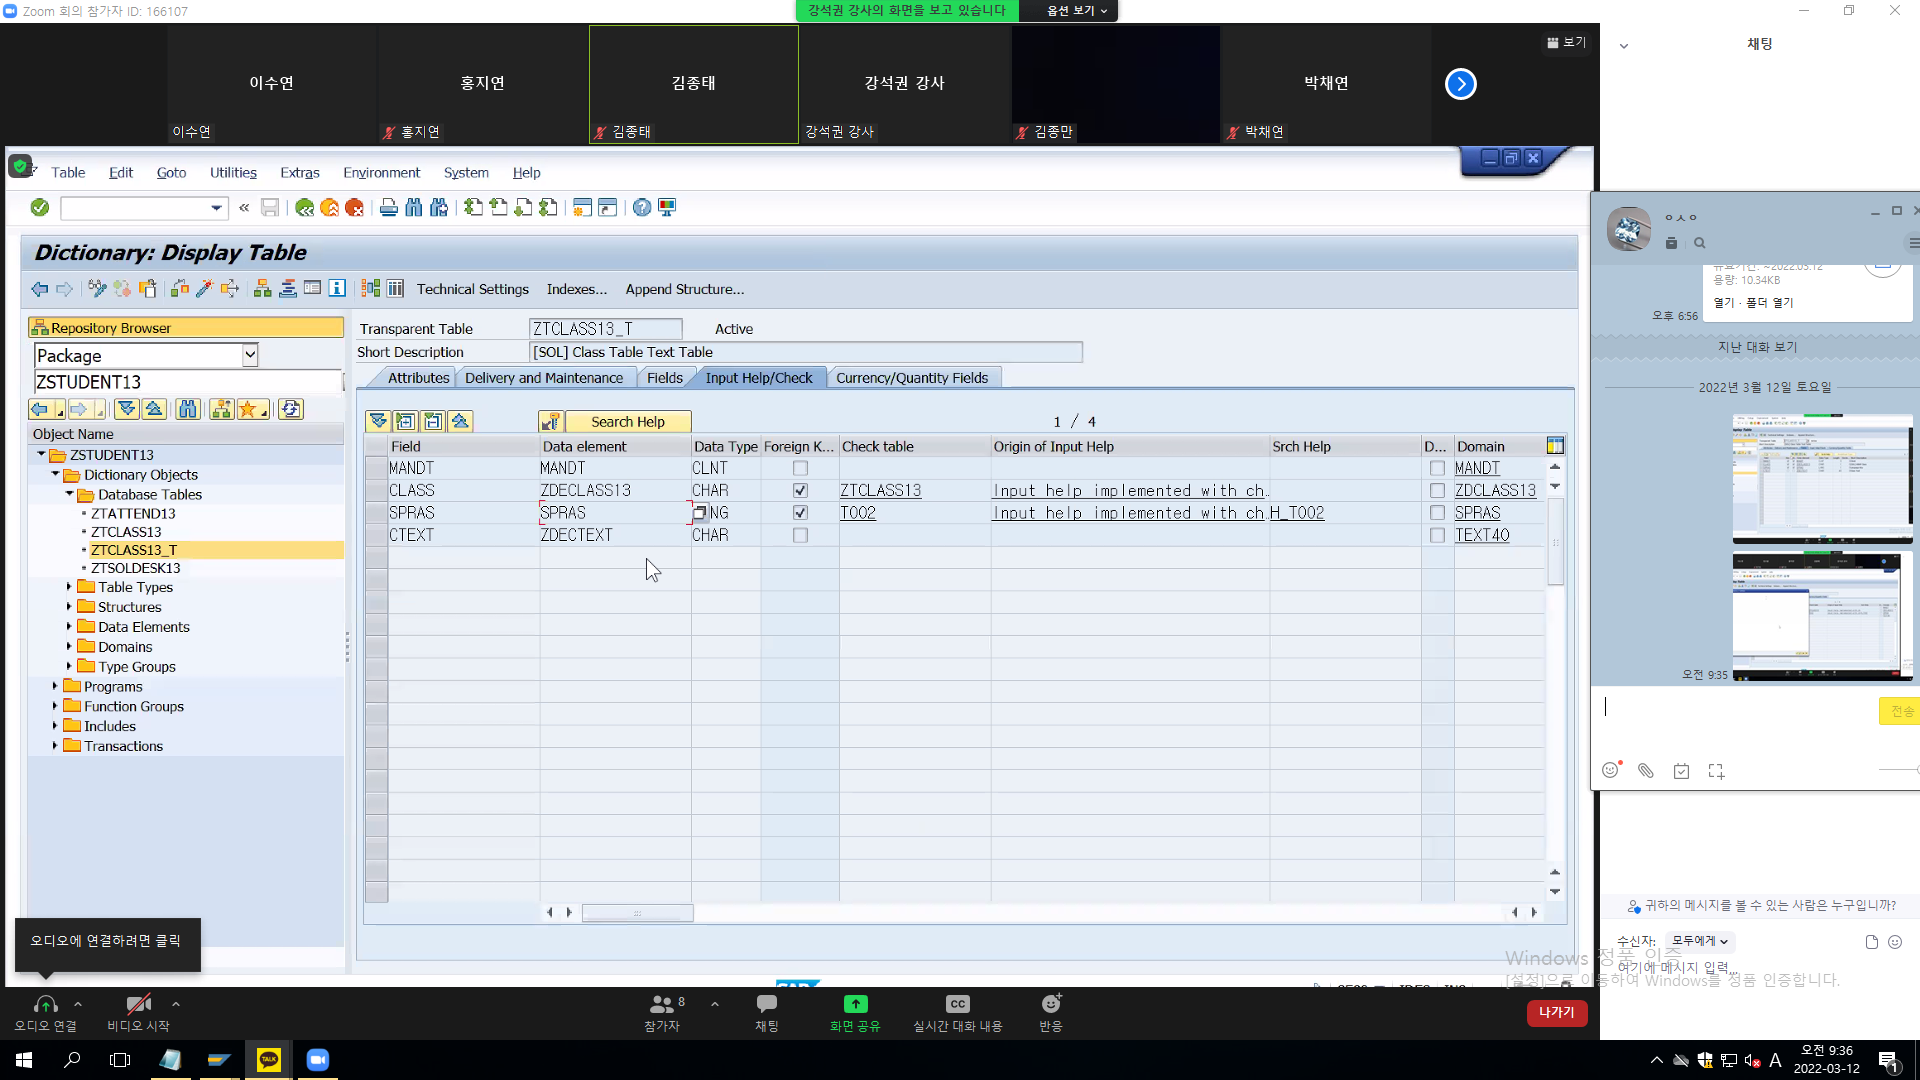 Zoom 회의 참가자 ID: 166107
강석권 강사의 화면을 보고 있습니다
옵션 보기
이수연
홍지연
김종태
강석권 강사
박채연
보기
이수연
홍지연
김종태
강석권 강사
김종만
박채연
채팅
Table Edit Goto Utilities Extras Environment System Help
Dictionary: Display Table
Technical Settings Indexes... Append Structure...
Repository Browser
Package
ZSTUDENT13
Object Name
ZSTUDENT13
Dictionary Objects
Database Tables
ZTATTEND13
ZTCLASS13
ZTCLASS13_T
ZTSOLDESK13
Table Types
Structures
Data Elements
Domains
Type Groups
Programs
Function Groups
Includes
Transactions
Transparent Table ZTCLASS13_T Active
Short Description [SOL] Class Table Text Table
Attributes Delivery and Maintenance Fields Input Help/Check Currency/Quantity Fields
Search Help 1 / 4
Field Data element Data Type Foreign K... Check table Origin of Input Help Srch Help D... Domain
MANDT MANDT CLNT MANDT
CLASS ZDECLASS13 CHAR ZTCLASS13 Input help implemented with ch… ZDCLASS13
SPRAS SPRAS NG T002 Input help implemented with ch… H_T002 SPRAS
CTEXT ZDECTEXT CHAR TEXT40
ㅇㅅㅇ
유효기간: ~2022.03.12
용량: 10.34KB
열기 · 폴더 열기
오후 6:56
지난 대화 보기
2022년 3월 12일 토요일
오전 9:35
전송
귀하의 메시지를 볼 수 있는 사람은 누구입니까?
수신자: 모두에게
여기에 메시지 입력...
Windows 정품 인증
[설정]으로 이동하여 Windows를 정품 인증합니다.
오디오에 연결하려면 클릭
오디오 연결
비디오 시작
8
참가자
채팅
화면 공유
CC
실시간 대화 내용
반응
나가기
TALK
A
오전 9:36
2022-03-12
1